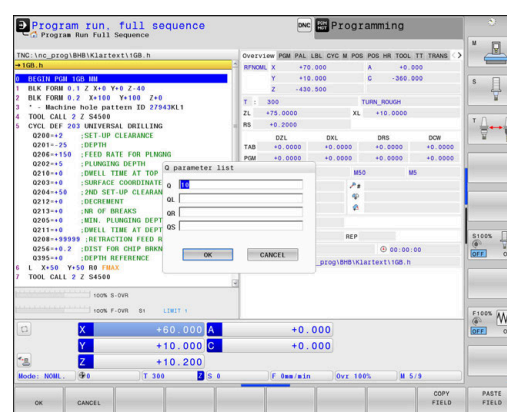 Program run, full sequence
Program Run Full Sequence
DNC
Programming
TNC:\nc_prog\BHB\Klartext\1GB.h
→1GB.h
0 BEGIN PGM 1GB MM
1 BLK FORM 0.1 Z X+0 Y+0 Z-40
2 BLK FORM 0.2 X+100 Y+100 Z+0
3 * - Machine hole pattern ID 27943KL1
4 TOOL CALL 2 Z S4500
5 CYCL DEF 203 UNIVERSAL DRILLING
Q200=+2 ;SET-UP CLEARANCE
Q201=-25 ;DEPTH
Q206=+150 ;FEED RATE FOR PLNGNG
Q202=+5 ;PLUNGING DEPTH
Q210=+0 ;DWELL TIME AT TOP
Q203=+0 ;SURFACE COORDINATE
Q204=+50 ;2ND SET-UP CLEARAN
Q212=+0 ;DECREMENT
Q213=+0 ;NR OF BREAKS
Q205=+0 ;MIN. PLUNGING DEPT
Q211=+0 ;DWELL TIME AT
Q208=+99999 ;RETRACTION FEED R
Q256=+0.2 ;DIST FOR CHIP BRKN
Q395=+0 ;DEPTH REFERENCE
6 L X+50 Y+50 R0 FMAX
7 TOOL CALL 2 Z S4500
100% S-OVR
100% F-OVR S1 LIMIT 1
Overview PGM PAL LBL CYC M POS POS HR TOOL TT TRANS
RFNOML X +70.000 A +0.000
Y +10.000 C -360.000
Z -430.500
T : 300 TURN_ROUGH
ZL +75.0000 XL +10.0000
RS +0.2000
DZL DXL DRS DCW
TAB +0.0000 +0.0000 +0.0000 +0.0000
PGM +0.0000 +0.0000 +0.0000 +0.0000
M50 M5
P#
REP
00:00:00
_prog\BHB\Klartext\1GB.h
Q parameter list
Q 10
QL
QR
QS
OK
CANCEL
X +60.000 A +0.000
Y +10.000 C +0.000
Z +10.200
Mode: NOML. 0 T 300 Z S 0 F 0mm/min Ovr 100% M 5/9
OK
CANCEL
COPY FIELD
PASTE FIELD
M
S
T
S100%
OFF
F100%
OFF